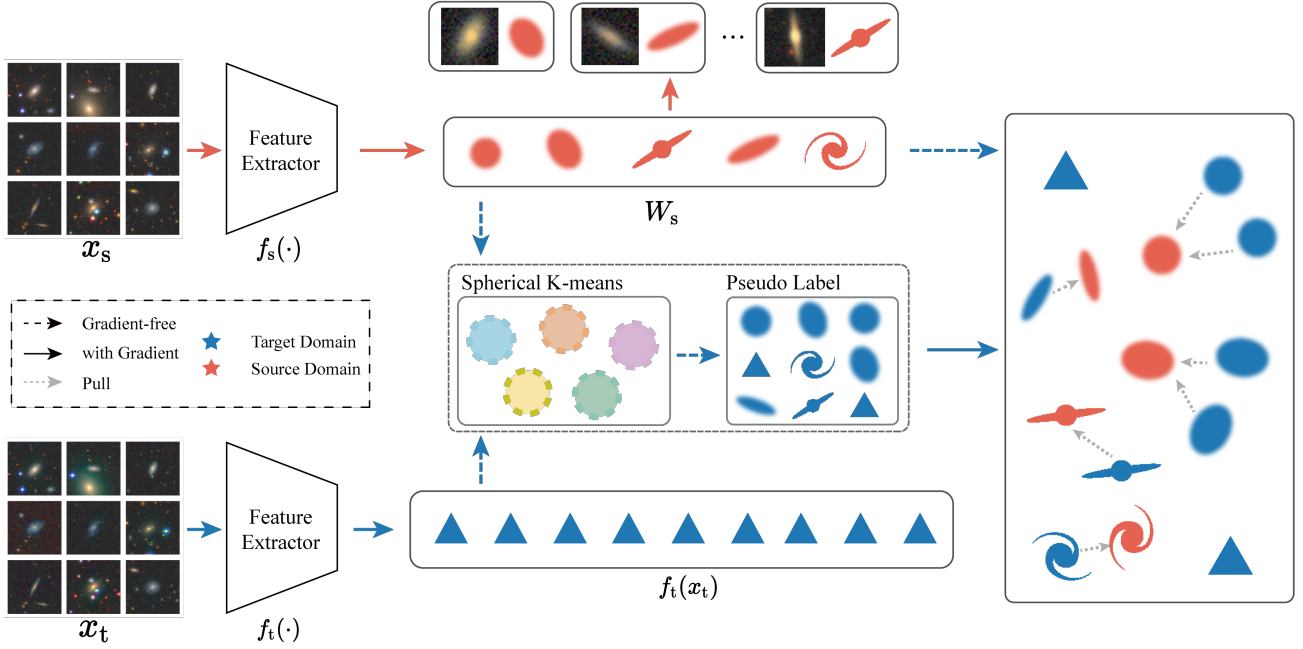 ...
Feature
Extractor
x_s
f_s(·)
W_s
Spherical K-means
Pseudo Label
Gradient-free
with Gradient
Pull
Target Domain
Source Domain
Feature
Extractor
x_t
f_t(·)
f_t(x_t)